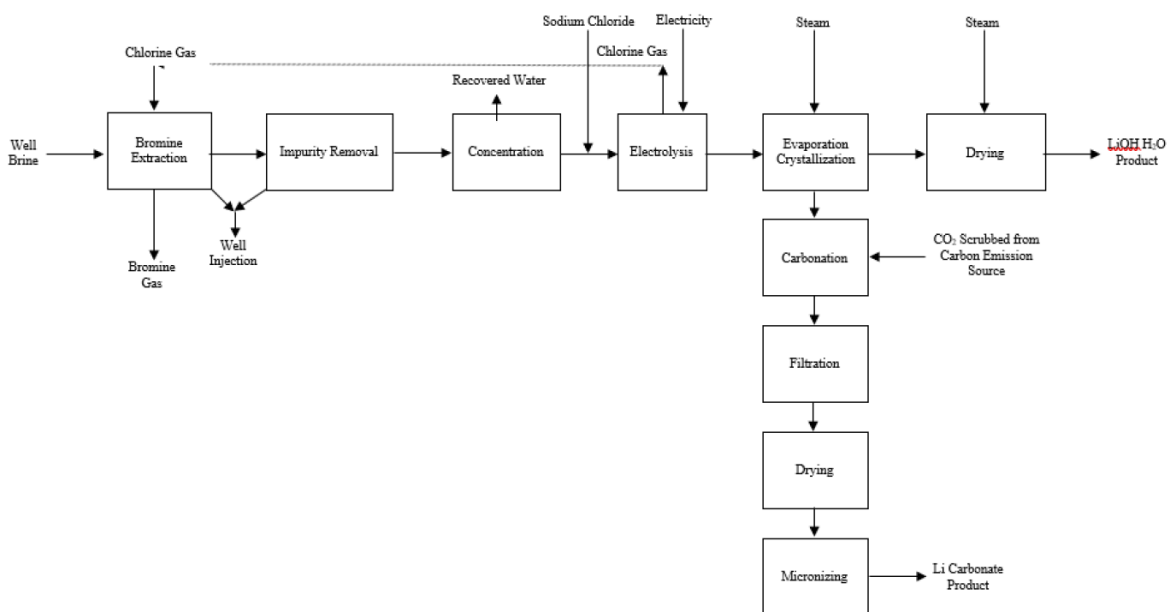 Sodium Chloride
Electricity
Steam
Steam
Chlorine Gas
Chlorine Gas
Recovered Water
Well
Brine
Bromine
Extraction
Impurity Removal
Concentration
Electrolysis
Evaporation
Crystallization
Drying
LiOH.H₂O
Product
Well
Injection
Bromine
Gas
Carbonation
CO₂ Scrubbed from
Carbon Emission
Source
Filtration
Drying
Micronizing
Li Carbonate
Product